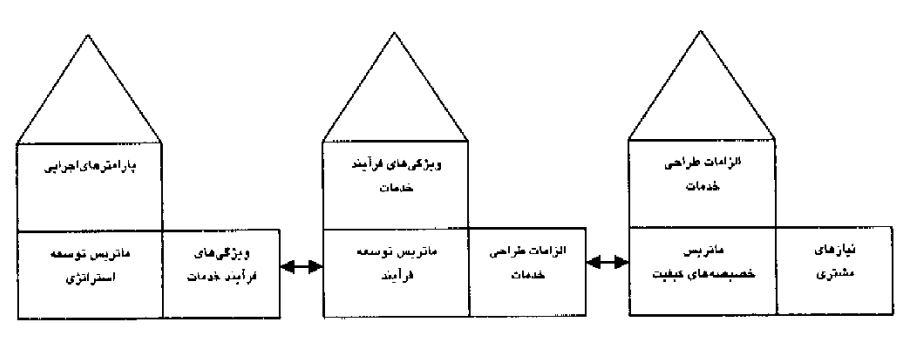 الزامات طراحی
خدمات
نیازهای
مشتری
ماتریس
خصیصه‌های کیفیت
ویژگی‌های فرآیند
خدمات
الزامات طراحی
خدمات
ماتریس توسعه
فرآیند
پارامترهای اجرایی
ویژگی‌های
فرآیند خدمات
ماتریس توسعه
استراتژی